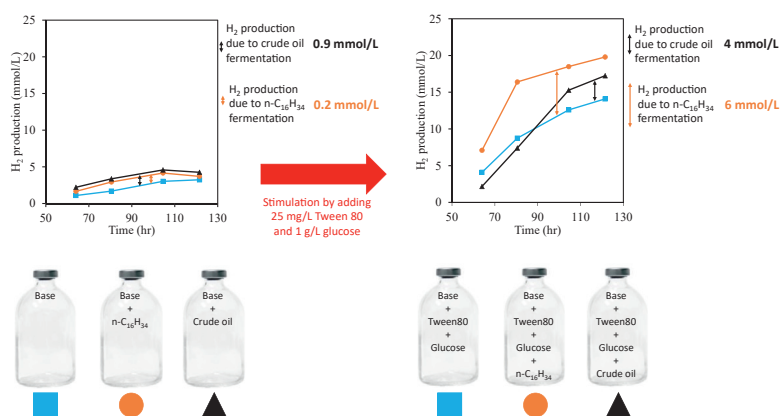 H2 production (mmol/L)
25
20
15
10
5
0
50
70
90
110
130
Time (hr)
H2 production
due to crude oil
fermentation
0.9 mmol/L
H2 production
due to n-C16H34
fermentation
0.2 mmol/L
Stimulation by adding
25 mg/L Tween 80
and 1 g/L glucose
H2 production (mmol/L)
25
20
15
10
5
0
50
70
90
110
130
Time (hr)
H2 production
due to crude oil
fermentation
4 mmol/L
H2 production
due to n-C16H34
fermentation
6 mmol/L
Base
Base
+
n-C16H34
Base
+
Crude oil
Base
+
Tween80
+
Glucose
Base
+
Tween80
+
Glucose
+
n-C16H34
Base
+
Tween80
+
Glucose
+
Crude oil